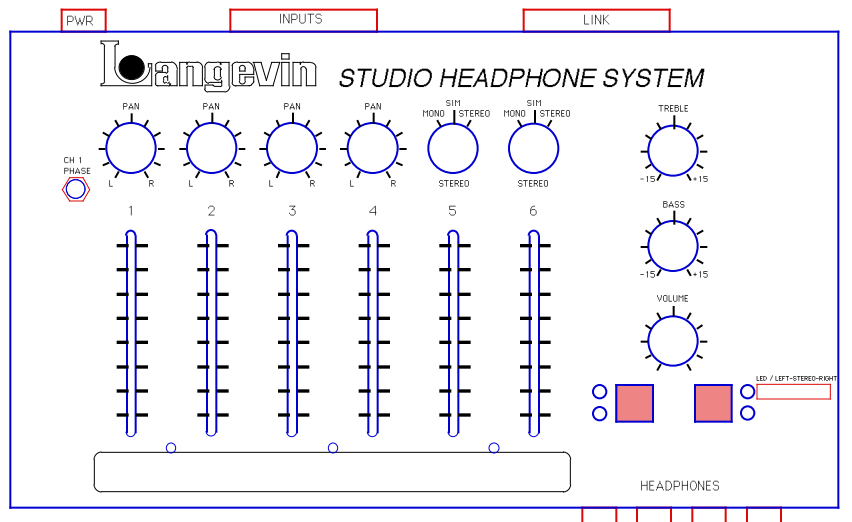 PWR INPUTS LINK
Langevin STUDIO HEADPHONE SYSTEM
PAN PAN PAN PAN
SIM
MONO STEREO
STEREO
SIM
MONO STEREO
STEREO
TREBLE
-15 +15
CH 1
PHASE
L R L R L R L R
1 2 3 4 5 6
BASS
-15 +15
VOLUME
LED / LEFT-STEREO-RIGHT
HEADPHONES